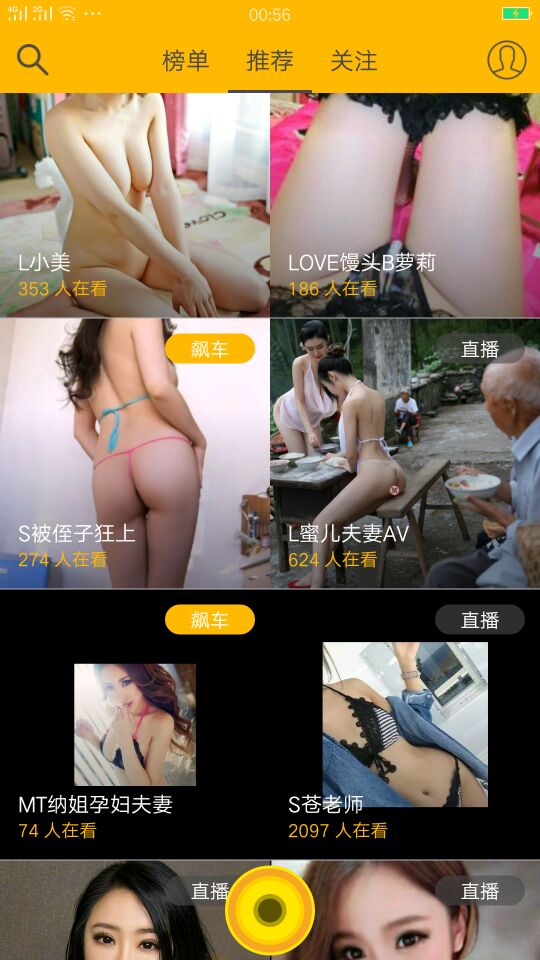 4G 2G 00:56
榜单 推荐 关注
L小美
353 人在看
LOVE馒头B萝莉
186 人在看
飙车
直播
S被侄子狂上
274 人在看
L蜜儿夫妻AV
624 人在看
飙车
直播
MT纳姐孕妇夫妻
74 人在看
S苍老师
2097 人在看
直播
直播